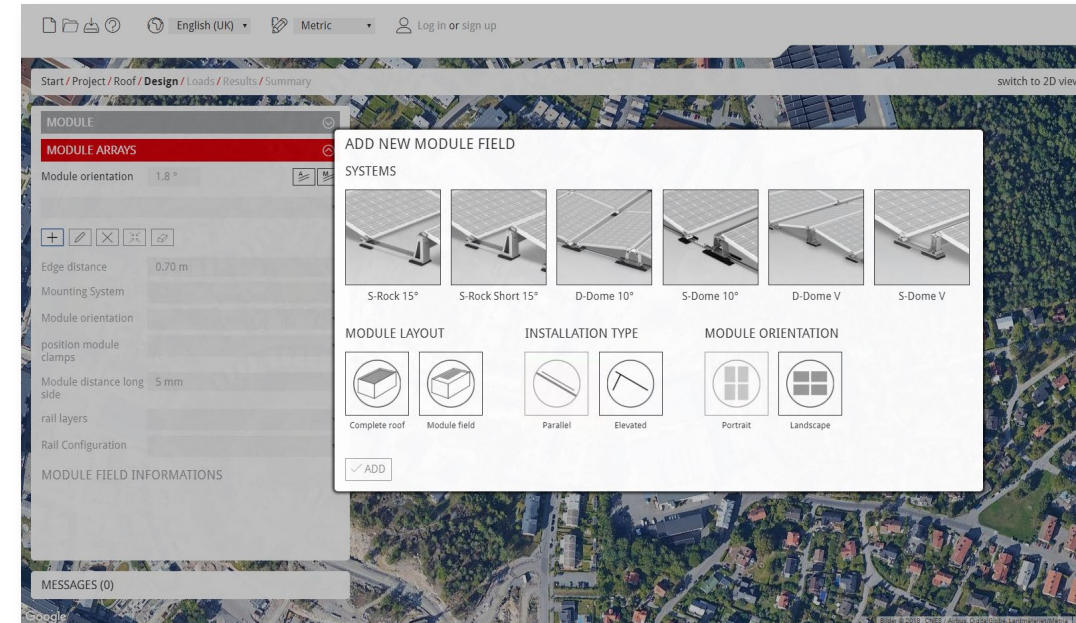 English (UK)
Metric
Log in or sign up
Start / Project / Roof / Design / Loads / Results / Summary
switch to 2D view
MODULE
MODULE ARRAYS
Module orientation 1.8 °
Edge distance 0.70 m
Mounting System
Module orientation
position module
clamps
Module distance long
side
5 mm
rail layers
Rail Configuration
MODULE FIELD INFORMATIONS
MESSAGES (0)
ADD NEW MODULE FIELD
SYSTEMS
S-Rock 15°
S-Rock Short 15°
D-Dome 10°
S-Dome 10°
D-Dome V
S-Dome V
MODULE LAYOUT
Complete roof
Module field
INSTALLATION TYPE
Parallel
Elevated
MODULE ORIENTATION
Portrait
Landscape
ADD
Google